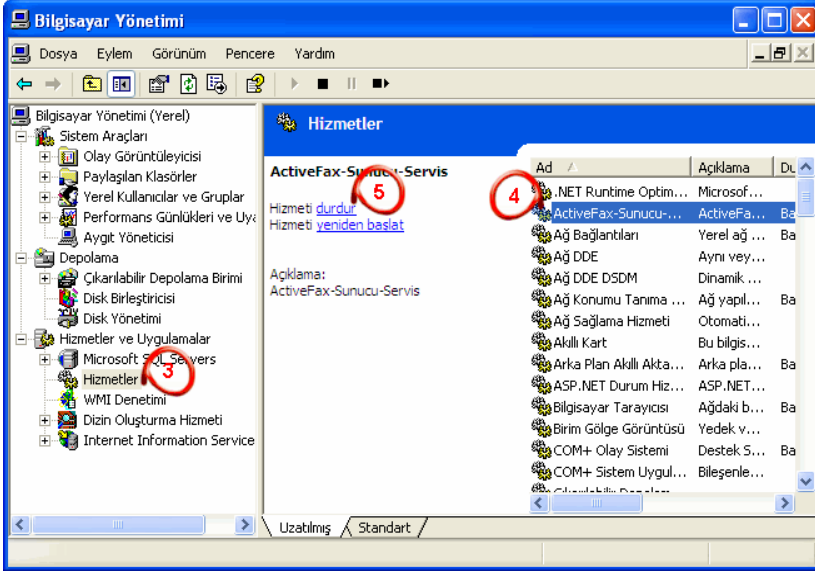 Bilgisayar Yönetimi
Dosya Eylem Görünüm Pencere Yardım
Bilgisayar Yönetimi (Yerel)
Sistem Araçları
Olay Görüntüleyicisi
Paylaşılan Klasörler
Yerel Kullanıcılar ve Gruplar
Performans Günlükleri ve Uya
Aygıt Yöneticisi
Depolama
Çıkarılabilir Depolama Birimi
Disk Birleştiricisi
Disk Yönetimi
Hizmetler ve Uygulamalar
Microsoft SQL Servers
Hizmetler
3
WMI Denetimi
Dizin Oluşturma Hizmeti
Internet Information Service
Hizmetler
ActiveFax-Sunucu-Servis
5
Hizmeti durdur
Hizmeti yeniden başlat
Açıklama:
ActiveFax-Sunucu-Servis
4
Ad Açıklama Du
.NET Runtime Optim... Microsof...
ActiveFax-Sunucu-... ActiveFa... Ba
Ağ Bağlantıları Yerel ağ ... Ba
Ağ DDE Aynı vey...
Ağ DDE DSDM Dinamik ...
Ağ Konumu Tanıma ... Ağ yapıl... Ba
Ağ Sağlama Hizmeti Otomati...
Akıllı Kart Bu bilgis...
Arka Plan Akıllı Akta... Arka pla... Ba
ASP.NET Durum Hiz... ASP.NET...
Bilgisayar Tarayıcısı Ağdaki b... Ba
Birim Gölge Görüntüsü Yedek v...
COM+ Olay Sistemi Destek S... Ba
COM+ Sistem Uygul... Bileşenle...
Uzatılmış Standart